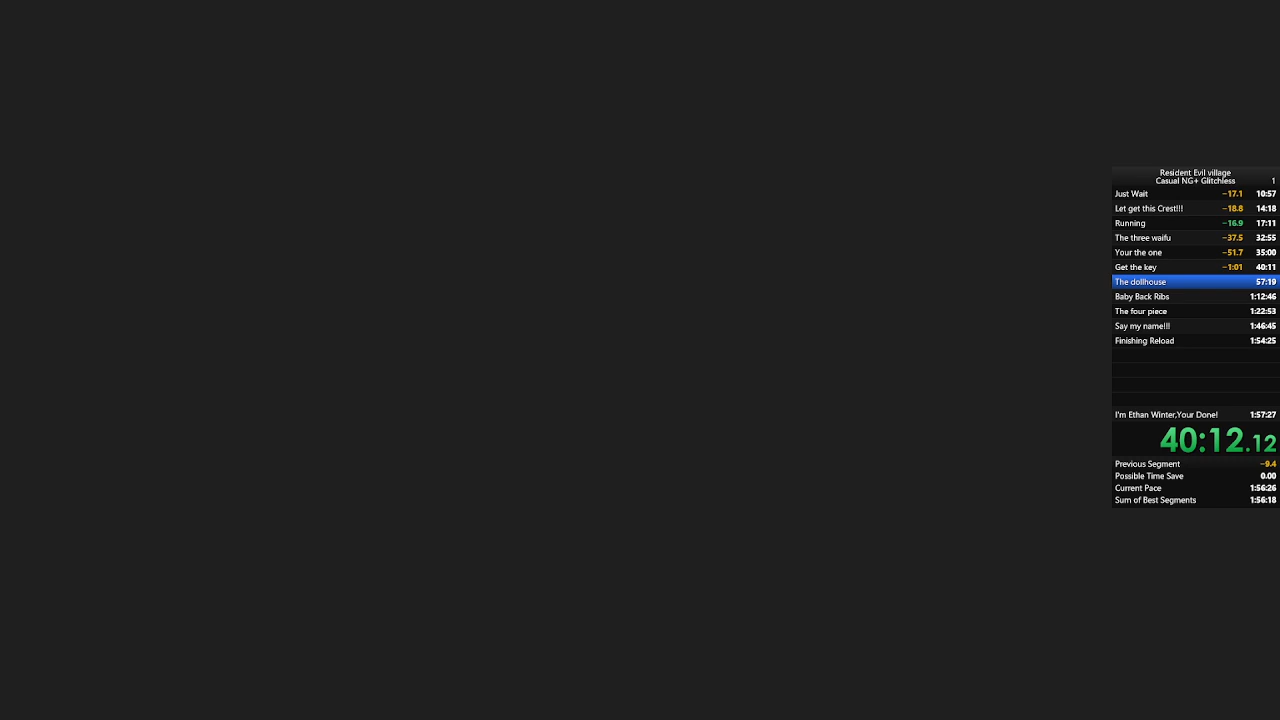 Resident Evil village
Casual NG+ Glitchless 1
Just Wait −17.1 10:57
Let get this Crest!!! −18.8 14:18
Running −16.9 17:11
The three waifu −37.5 32:55
Your the one −51.7 35:00
Get the key −1:01 40:11
The dollhouse 57:19
Baby Back Ribs 1:12:46
The four piece 1:22:53
Say my name!!! 1:46:45
Finishing Reload 1:54:25
I'm Ethan Winter,Your Done! 1:57:27
40:12.12
Previous Segment −9.4
Possible Time Save 0.00
Current Pace 1:56:26
Sum of Best Segments 1:56:18